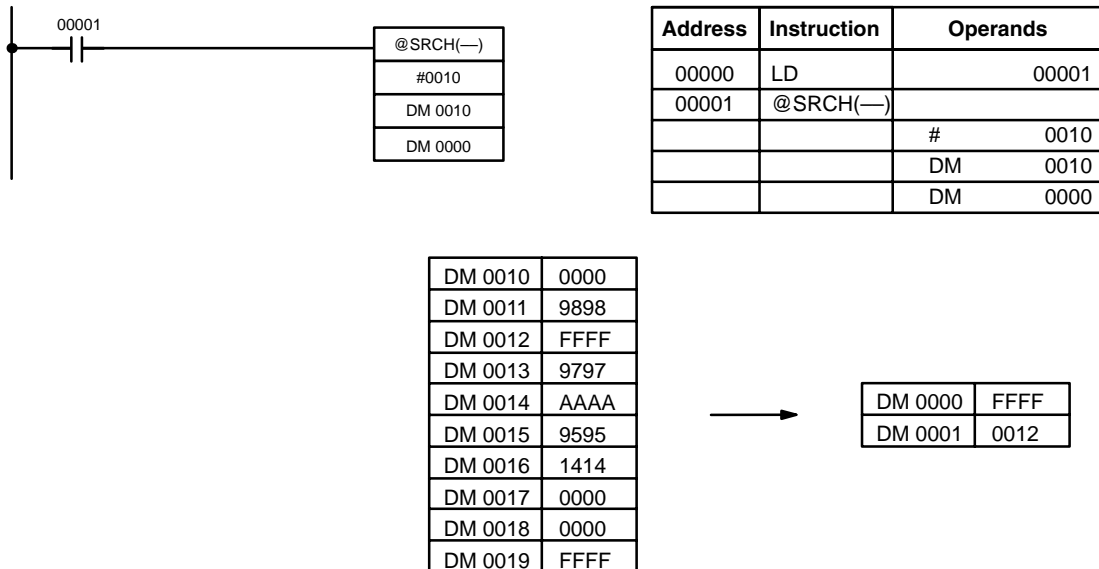 00001
@SRCH(––)
#0010
DM 0010
DM 0000
Address Instruction Operands
00000 LD 00001
00001 @SRCH(––)
# 0010
DM 0010
DM 0000
DM 0010 0000
DM 0011 9898
DM 0012 FFFF
DM 0013 9797
DM 0014 AAAA
DM 0015 9595
DM 0016 1414
DM 0017 0000
DM 0018 0000
DM 0019 FFFF
DM 0000 FFFF
DM 0001 0012